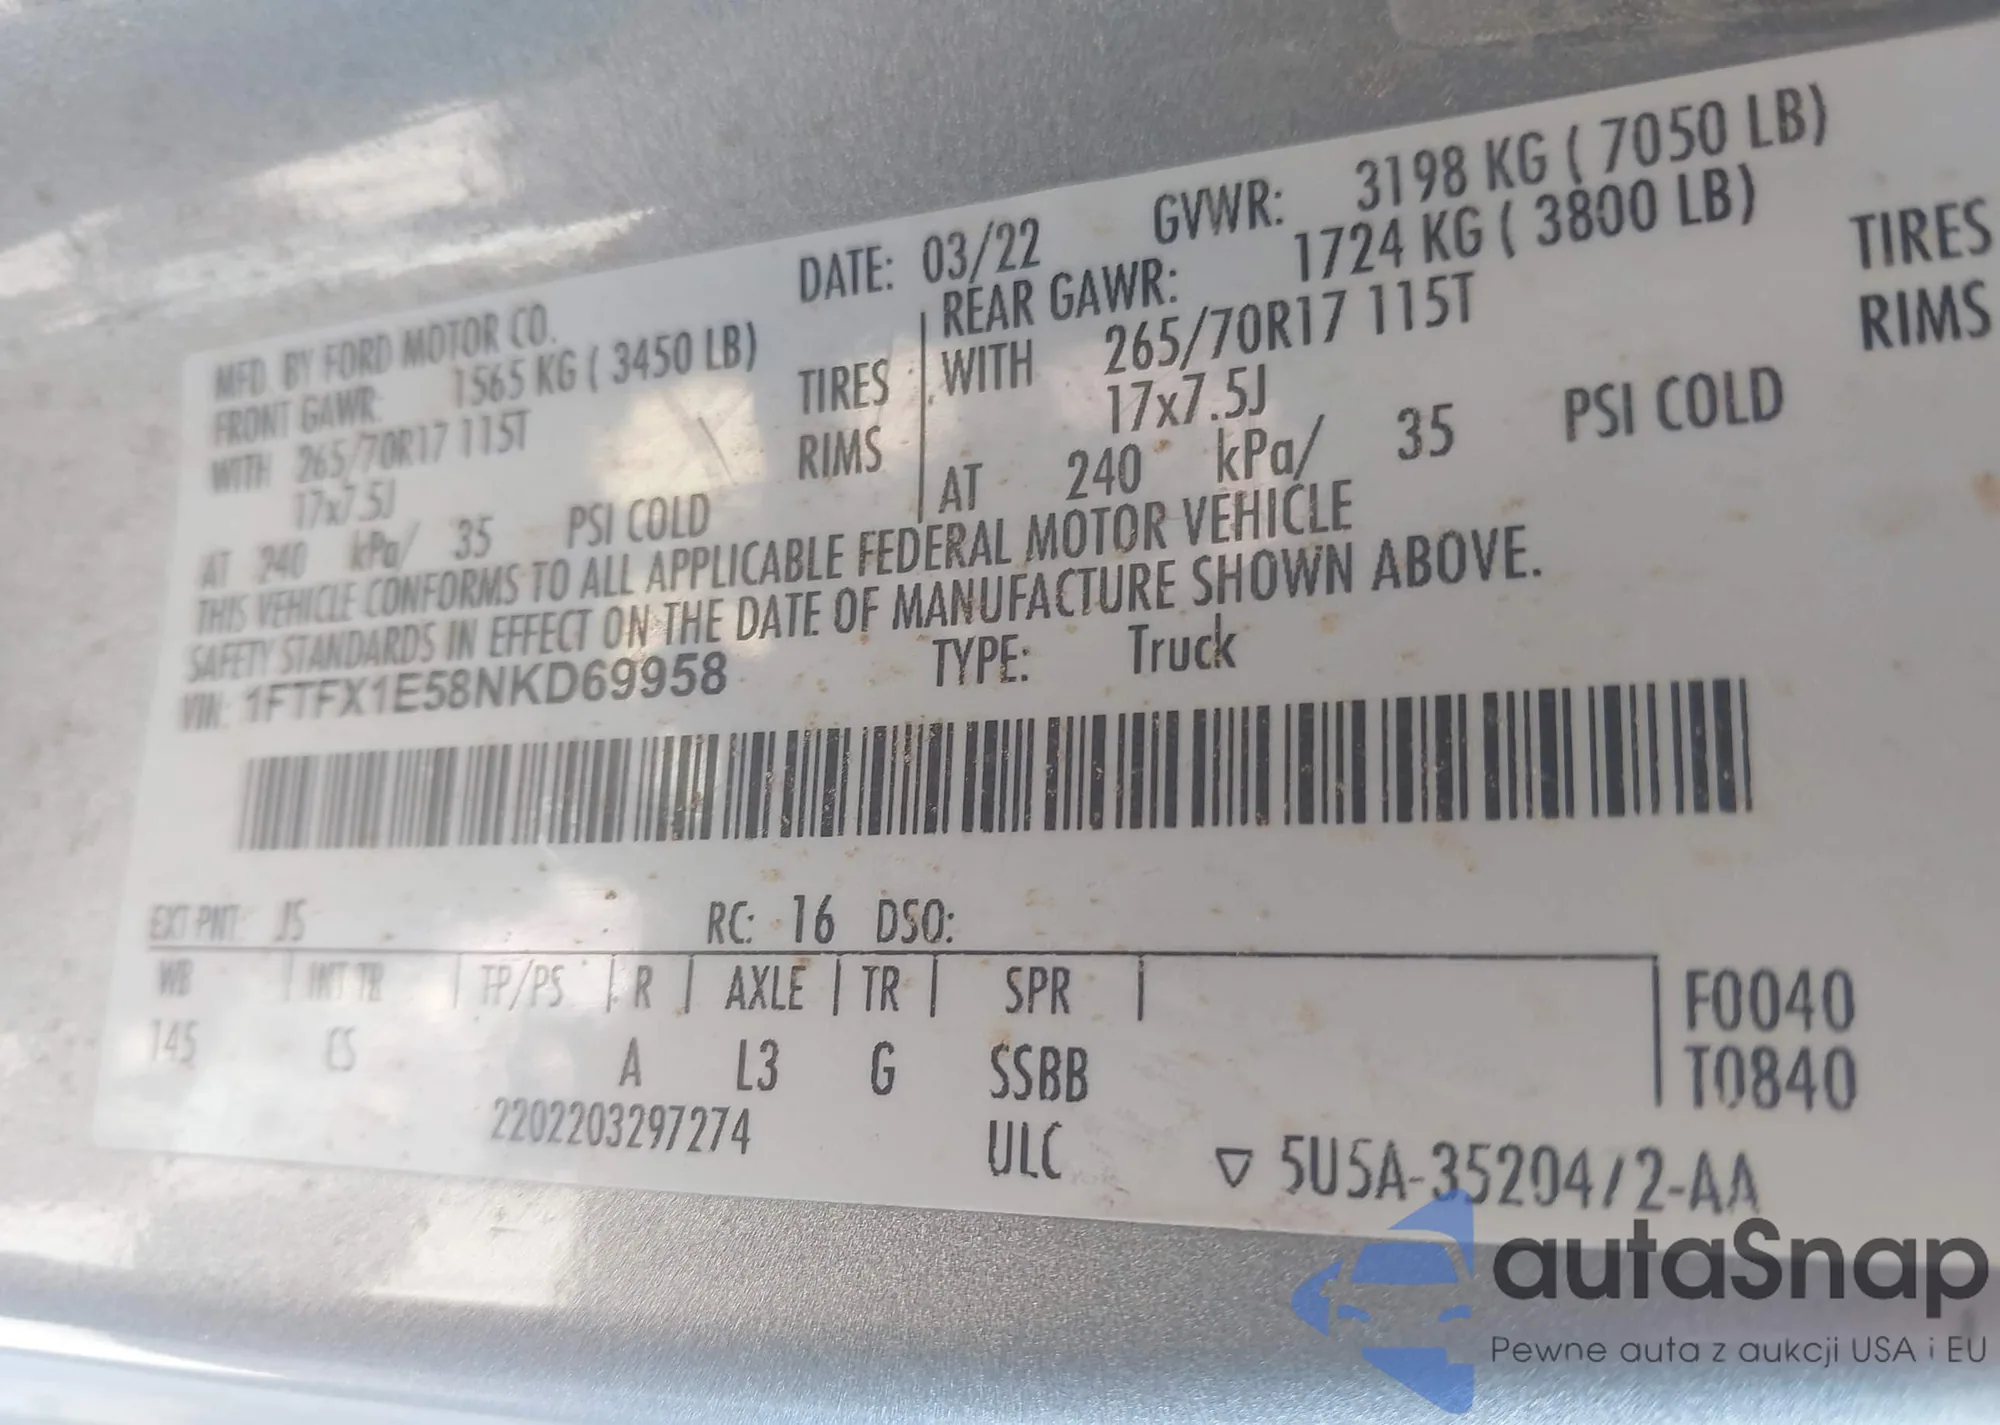 MFD. BY FORD MOTOR CO. DATE: 03/22 GVWR: 3198 KG ( 7050 LB)
FRONT GAWR: 1565 KG ( 3450 LB) REAR GAWR: 1724 KG ( 3800 LB)
WITH 265/70R17 115T TIRES WITH 265/70R17 115T TIRES
17x7.5J RIMS 17x7.5J RIMS
AT 240 kPa/ 35 PSI COLD AT 240 kPa/ 35 PSI COLD
THIS VEHICLE CONFORMS TO ALL APPLICABLE FEDERAL MOTOR VEHICLE
SAFETY STANDARDS IN EFFECT ON THE DATE OF MANUFACTURE SHOWN ABOVE.
VIN: 1FTFX1E58NKD69958 TYPE: Truck
EXT PNT: JS RC: 16 DSO:
WB | INT TR | TP/PS | R | AXLE | TR | SPR | F0040
145 CS A L3 G SSBB T0840
2202203297274 ULC ▽ 5U5A-35204/2-AA
autaSnap
Pewne auta z aukcji USA i EU